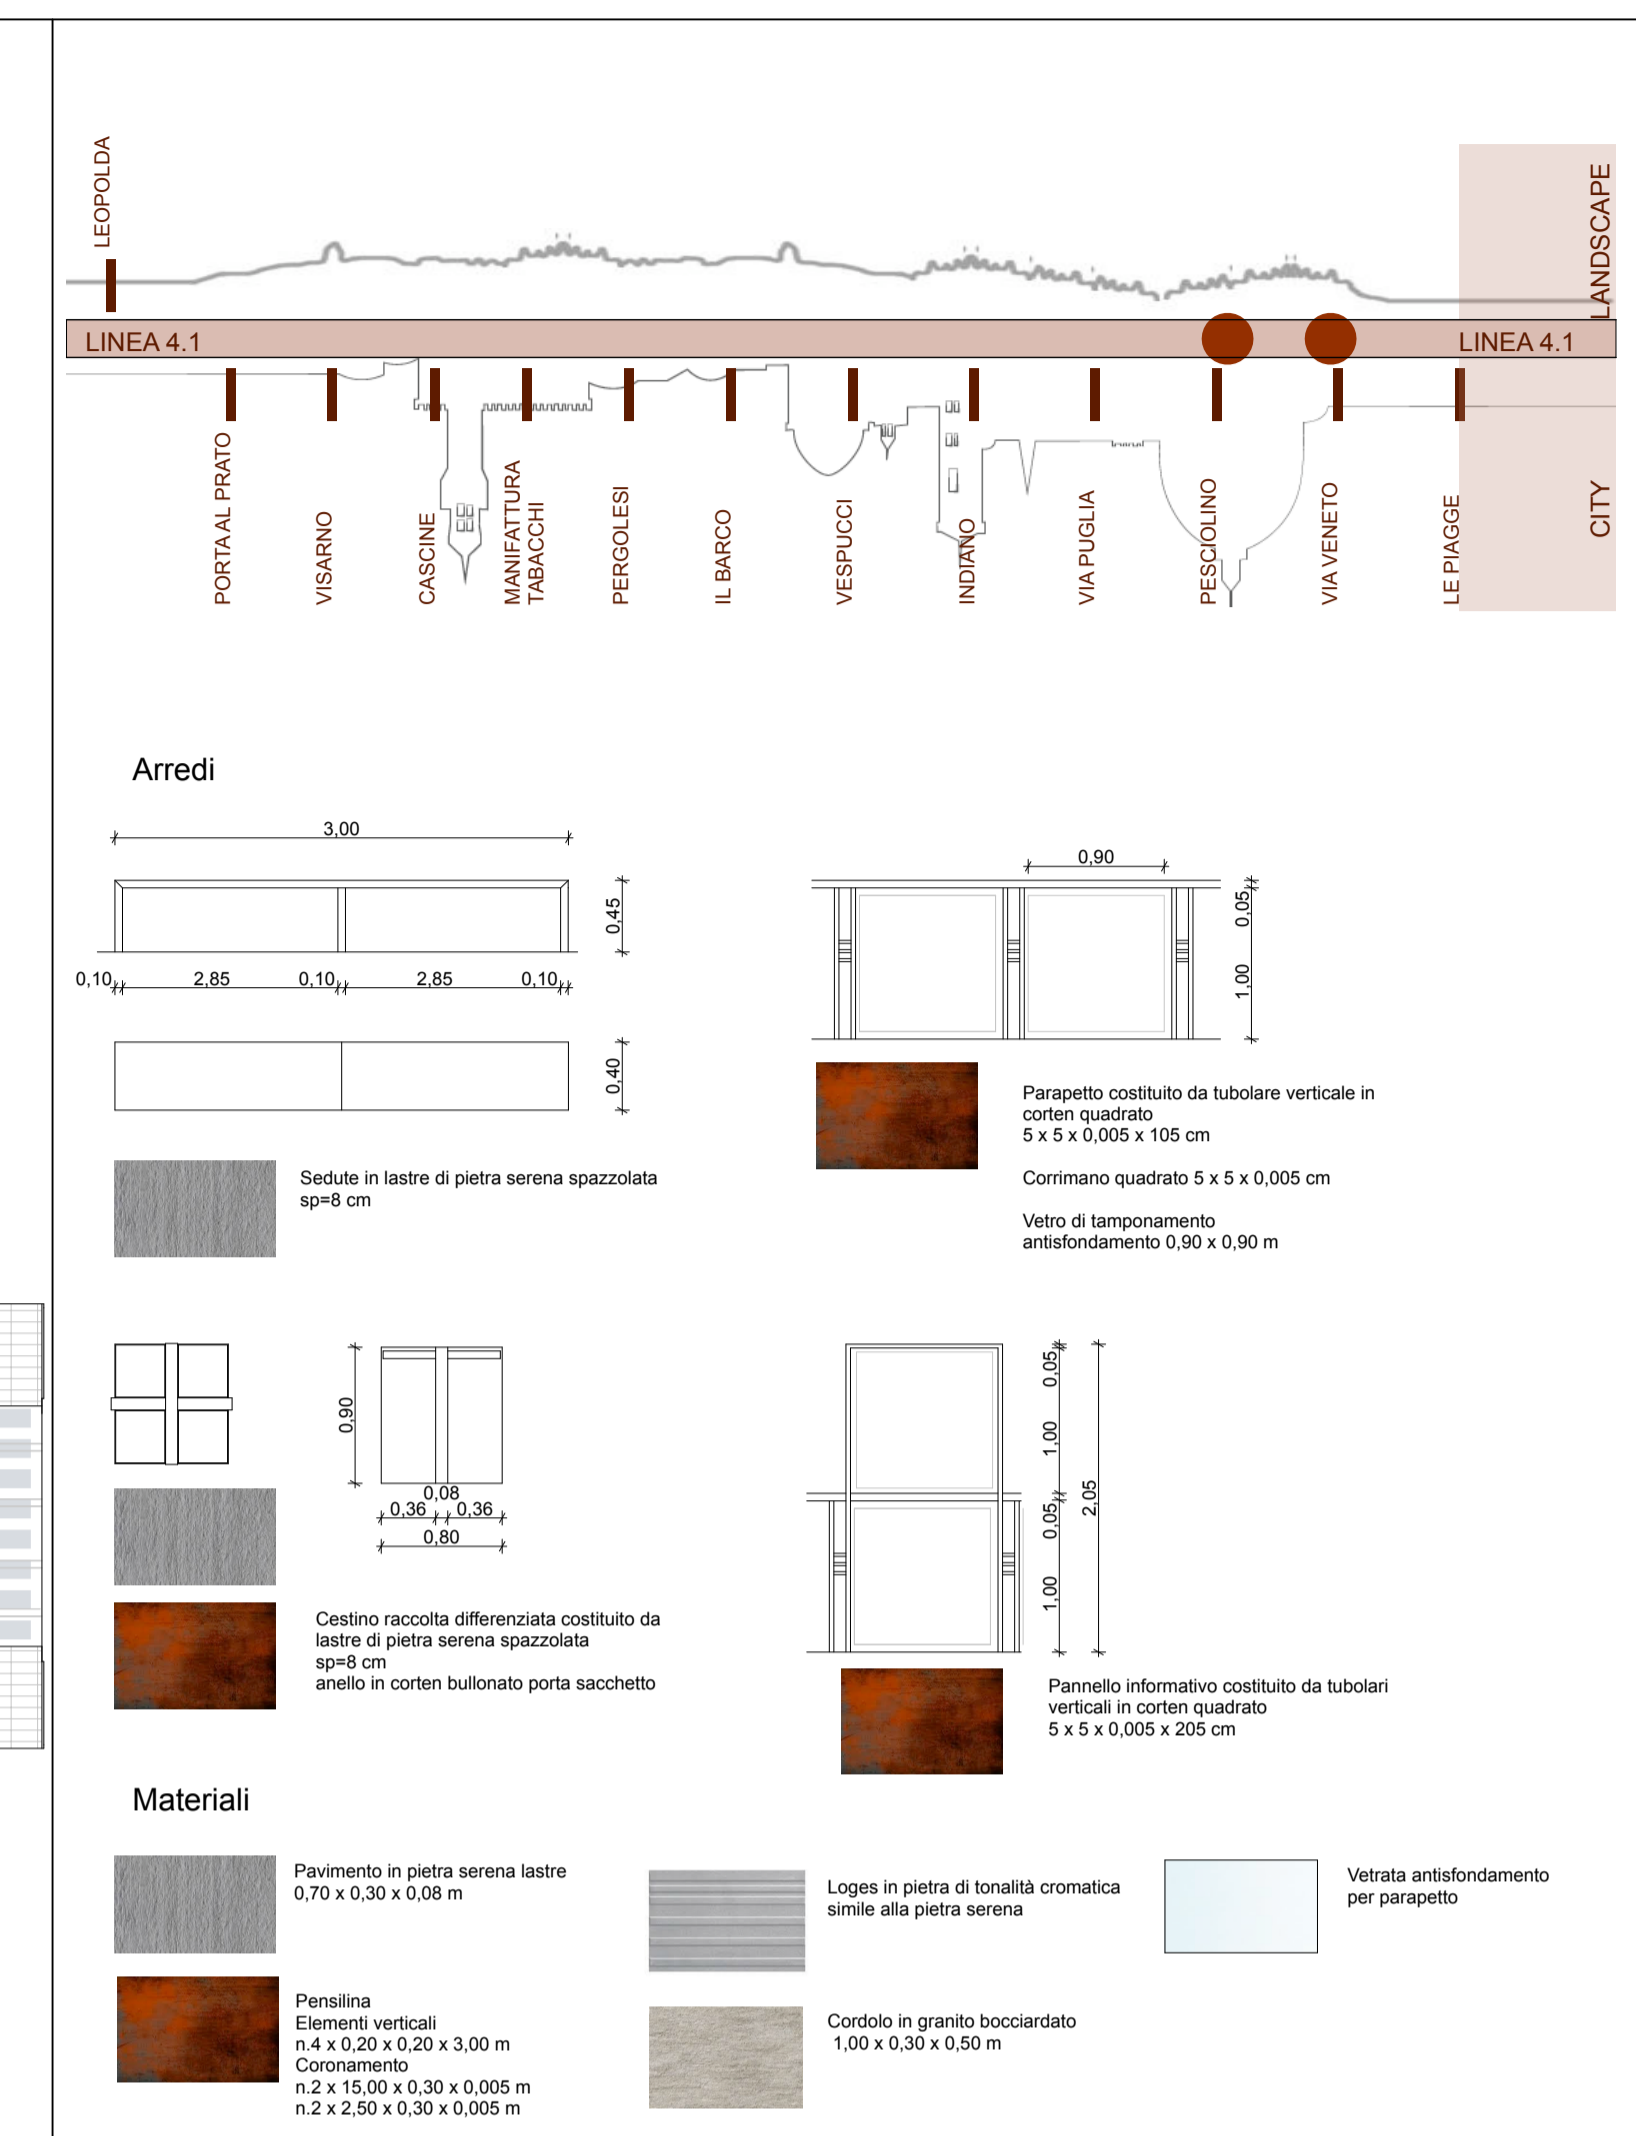 LEOPOLDA
LANDSCAPE
LINEA 4.1
LINEA 4.1
PORTA AL PRATO
VISARNO
CASCINE
MANIFATTURA
TABACCHI
PERGOLESI
IL BARCO
VESPUCCI
INDIANO
VIA PUGLIA
PESCIOLINO
VIA VENETO
LE PIAGGE
CITY
Arredi
3,00
0,45
0,10
2,85
0,10
2,85
0,10
0,40
Sedute in lastre di pietra serena spazzolata
sp=8 cm
0,90
0,05
1,00
Parapetto costituito da tubolare verticale in
corten quadrato
5 x 5 x 0,005 x 105 cm
Corrimano quadrato 5 x 5 x 0,005 cm
Vetro di tamponamento
antisfondamento 0,90 x 0,90 m
0,90
0,08
0,36
0,36
0,80
Cestino raccolta differenziata costituito da
lastre di pietra serena spazzolata
sp=8 cm
anello in corten bullonato porta sacchetto
0,05
1,00
0,05
1,00
2,05
Pannello informativo costituito da tubolari
verticali in corten quadrato
5 x 5 x 0,005 x 205 cm
Materiali
Pavimento in pietra serena lastre
0,70 x 0,30 x 0,08 m
Loges in pietra di tonalità cromatica
simile alla pietra serena
Vetrata antisfondamento
per parapetto
Pensilina
Elementi verticali
n.4 x 0,20 x 0,20 x 3,00 m
Coronamento
n.2 x 15,00 x 0,30 x 0,005 m
n.2 x 2,50 x 0,30 x 0,005 m
Cordolo in granito bocciardato
1,00 x 0,30 x 0,50 m